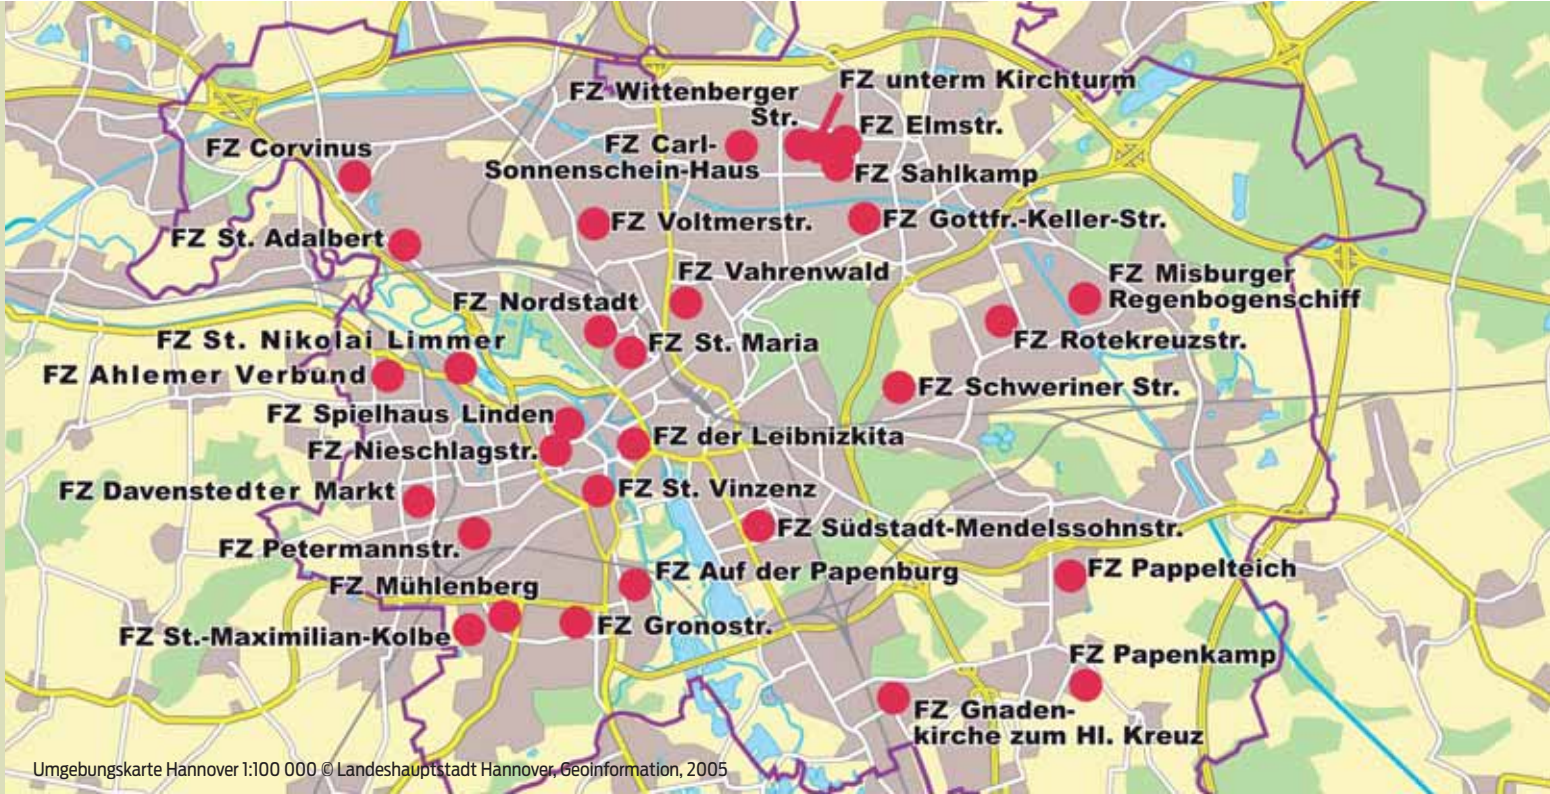 FZ unterm Kirchturm
FZ Wittenberger
Str.
FZ Elmstr.
FZ Carl-
Sonnenschein-Haus
FZ Corvinus
FZ Sahlkamp
FZ Voltmerstr.
FZ Gottfr.-Keller-Str.
FZ St. Adalbert
FZ Vahrenwald
FZ Misburger
Regenbogenschiff
FZ Nordstadt
FZ St. Nikolai Limmer
FZ St. Maria
FZ Rotekreuzstr.
FZ Ahlemer Verbund
FZ Schweriner Str.
FZ Spielhaus Linden
FZ der Leibnizkita
FZ Nieschlagstr.
FZ Davenstedter Markt
FZ St. Vinzenz
FZ Südstadt-Mendelssohnstr.
FZ Petermannstr.
FZ Auf der Papenburg
FZ Pappelteich
FZ Mühlenberg
FZ Gronostr.
FZ St.-Maximilian-Kolbe
FZ Papenkamp
FZ Gnaden-
kirche zum Hl. Kreuz
Umgebungskarte Hannover 1:100 000 © Landeshauptstadt Hannover, Geoinformation, 2005